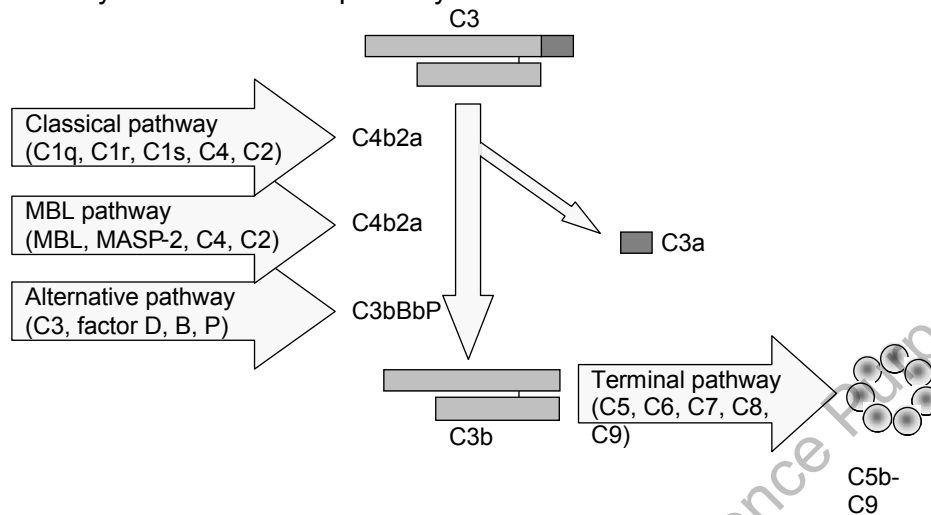 C3
Classical pathway
(C1q, C1r, C1s, C4, C2)
C4b2a
MBL pathway
(MBL, MASP-2, C4, C2)
C4b2a
C3a
Alternative pathway
(C3, factor D, B, P)
C3bBbP
Terminal pathway
(C5, C6, C7, C8,
C9)
C3b
C5b-
C9